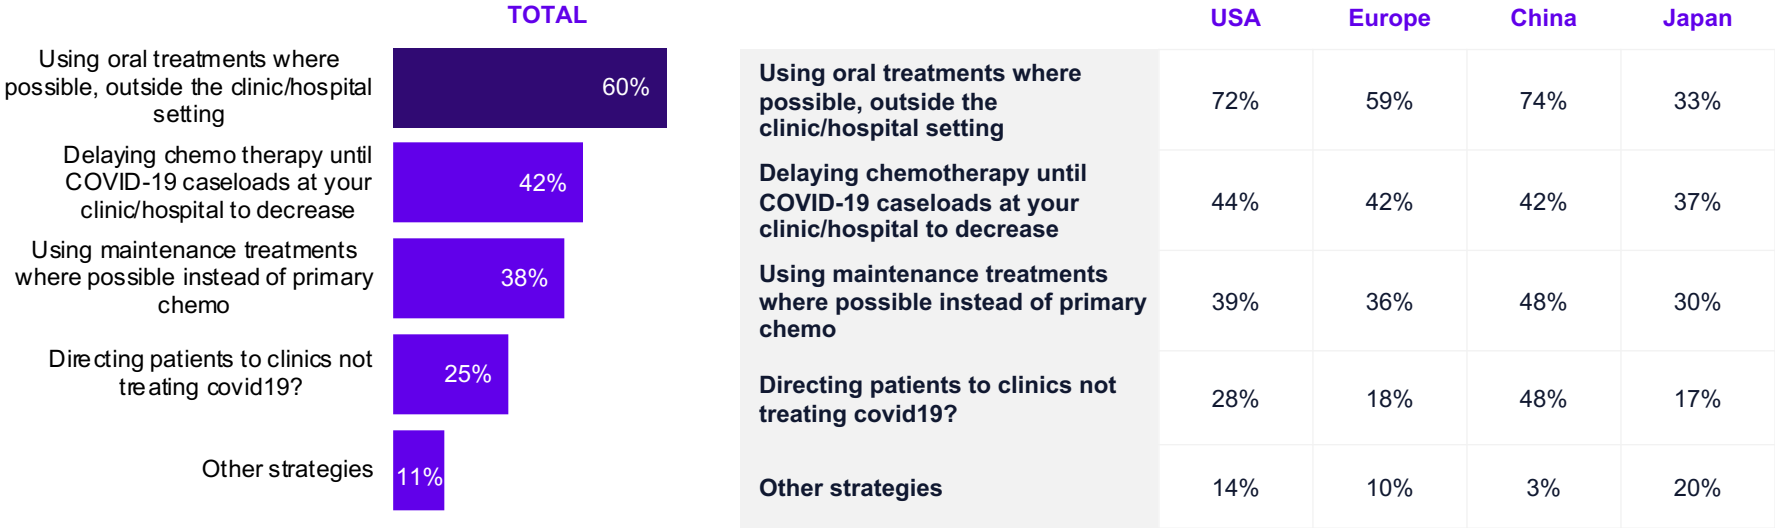 TOTAL
Using oral treatments where
possible, outside the clinic/hospital
setting
60%
Delaying chemo therapy until
COVID-19 caseloads at your
clinic/hospital to decrease
42%
Using maintenance treatments
where possible instead of primary
chemo
38%
Directing patients to clinics not
treating covid19?
25%
Other strategies
11%
USA Europe China Japan
Using oral treatments where
possible, outside the
clinic/hospital setting
72% 59% 74% 33%
Delaying chemotherapy until
COVID-19 caseloads at your
clinic/hospital to decrease
44% 42% 42% 37%
Using maintenance treatments
where possible instead of primary
chemo
39% 36% 48% 30%
Directing patients to clinics not
treating covid19?
28% 18% 48% 17%
Other strategies
14% 10% 3% 20%